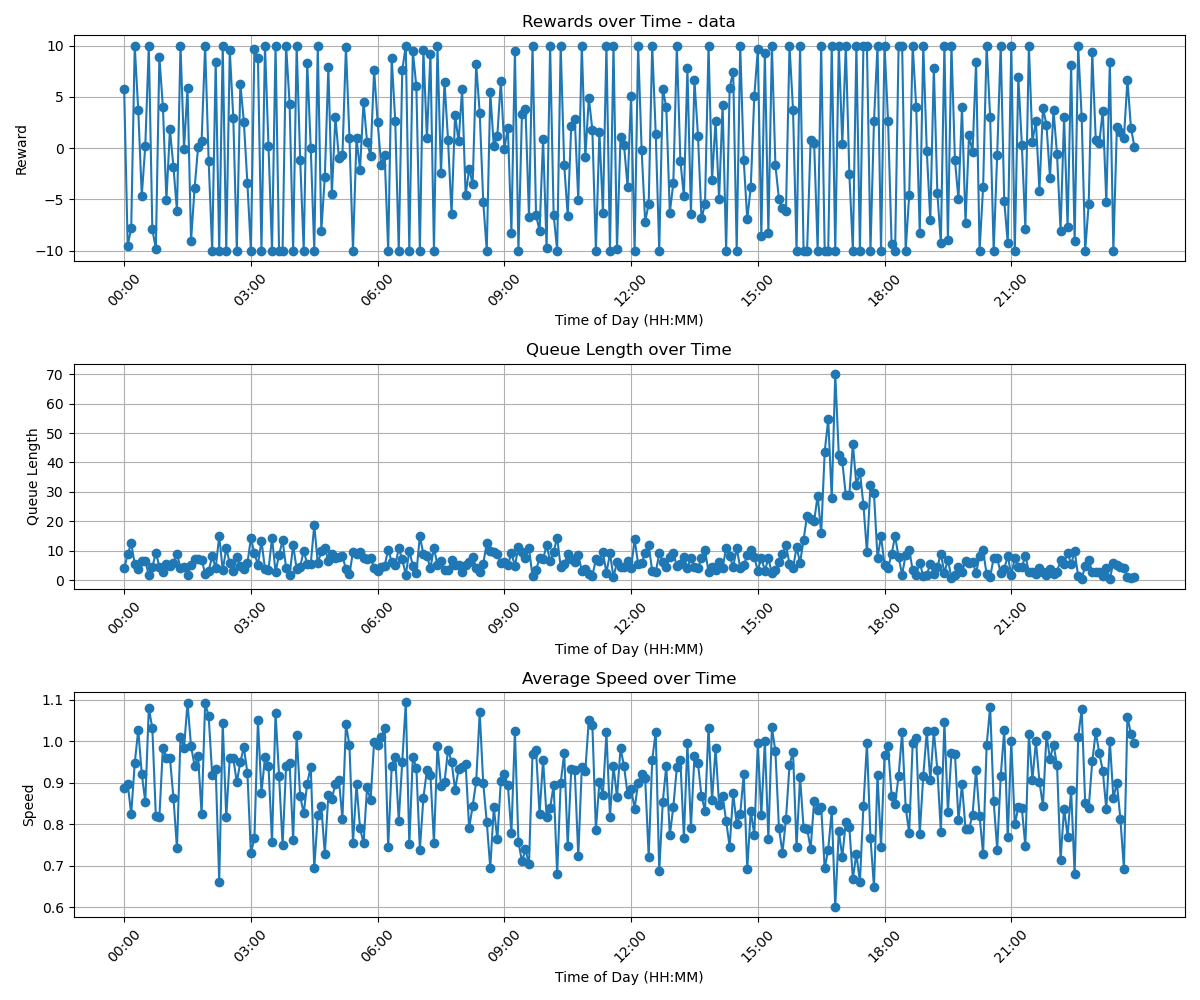 Rewards over Time - data
10
5
0
−5
−10
Reward
00:00 03:00 06:00 09:00 12:00 15:00 18:00 21:00
Time of Day (HH:MM)
Queue Length over Time
70
60
50
40
30
20
10
0
Queue Length
00:00 03:00 06:00 09:00 12:00 15:00 18:00 21:00
Time of Day (HH:MM)
Average Speed over Time
1.1
1.0
0.9
0.8
0.7
0.6
Speed
00:00 03:00 06:00 09:00 12:00 15:00 18:00 21:00
Time of Day (HH:MM)